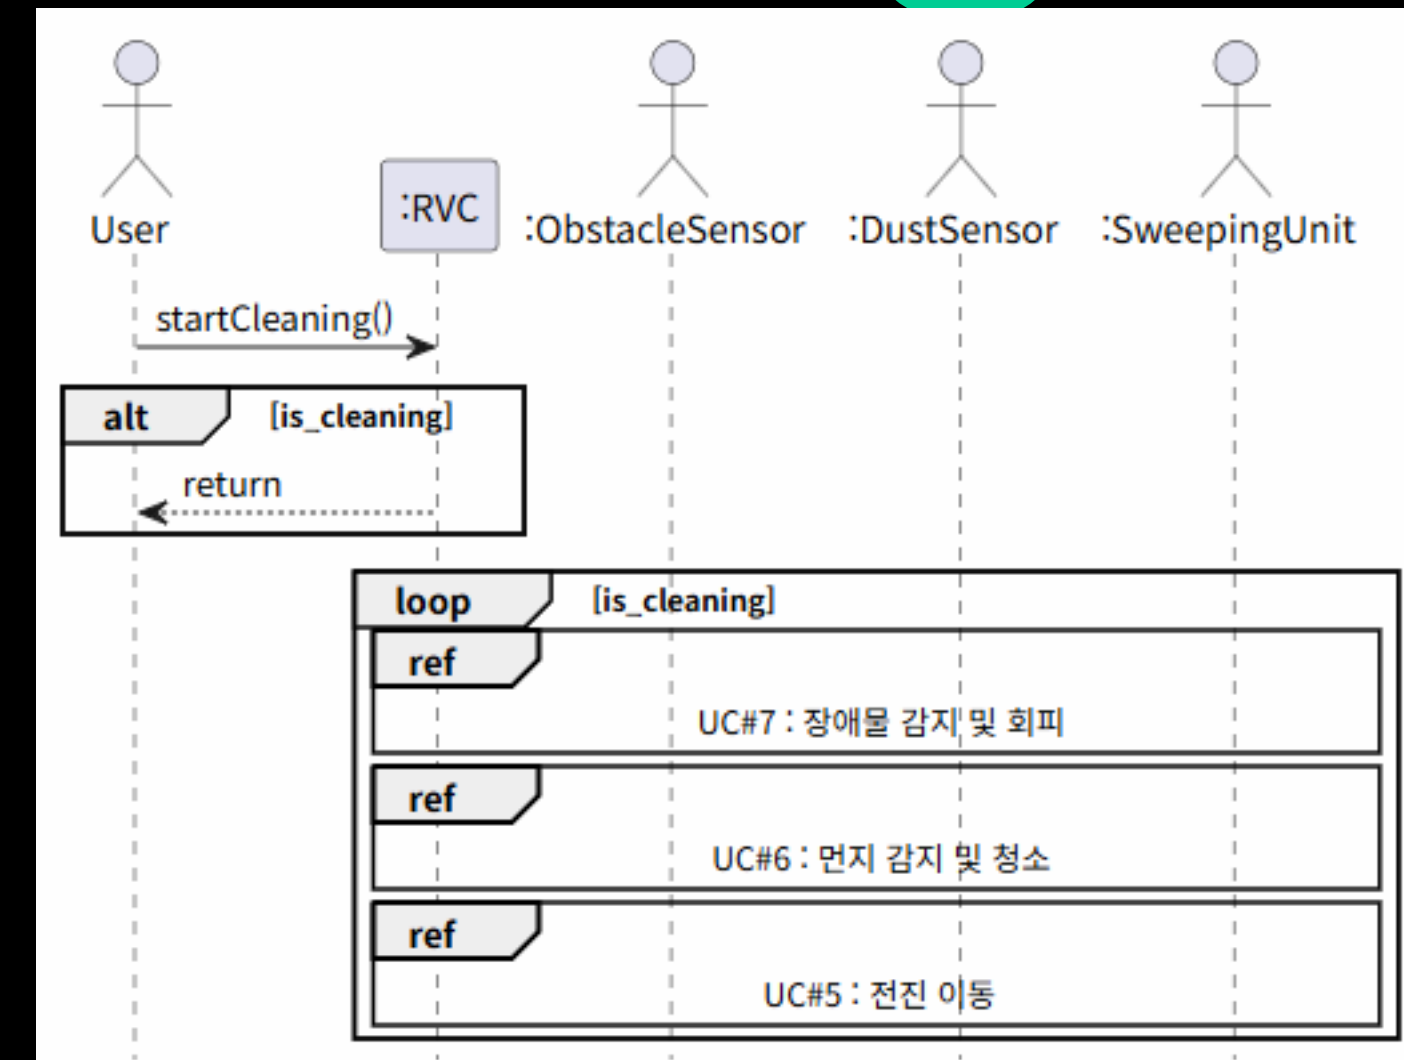 User
:RVC
:ObstacleSensor
:DustSensor
:SweepingUnit
startCleaning()
alt
[is_cleaning]
return
loop
[is_cleaning]
ref
UC#7 : 장애물 감지 및 회피
ref
UC#6 : 먼지 감지 및 청소
ref
UC#5 : 전진 이동